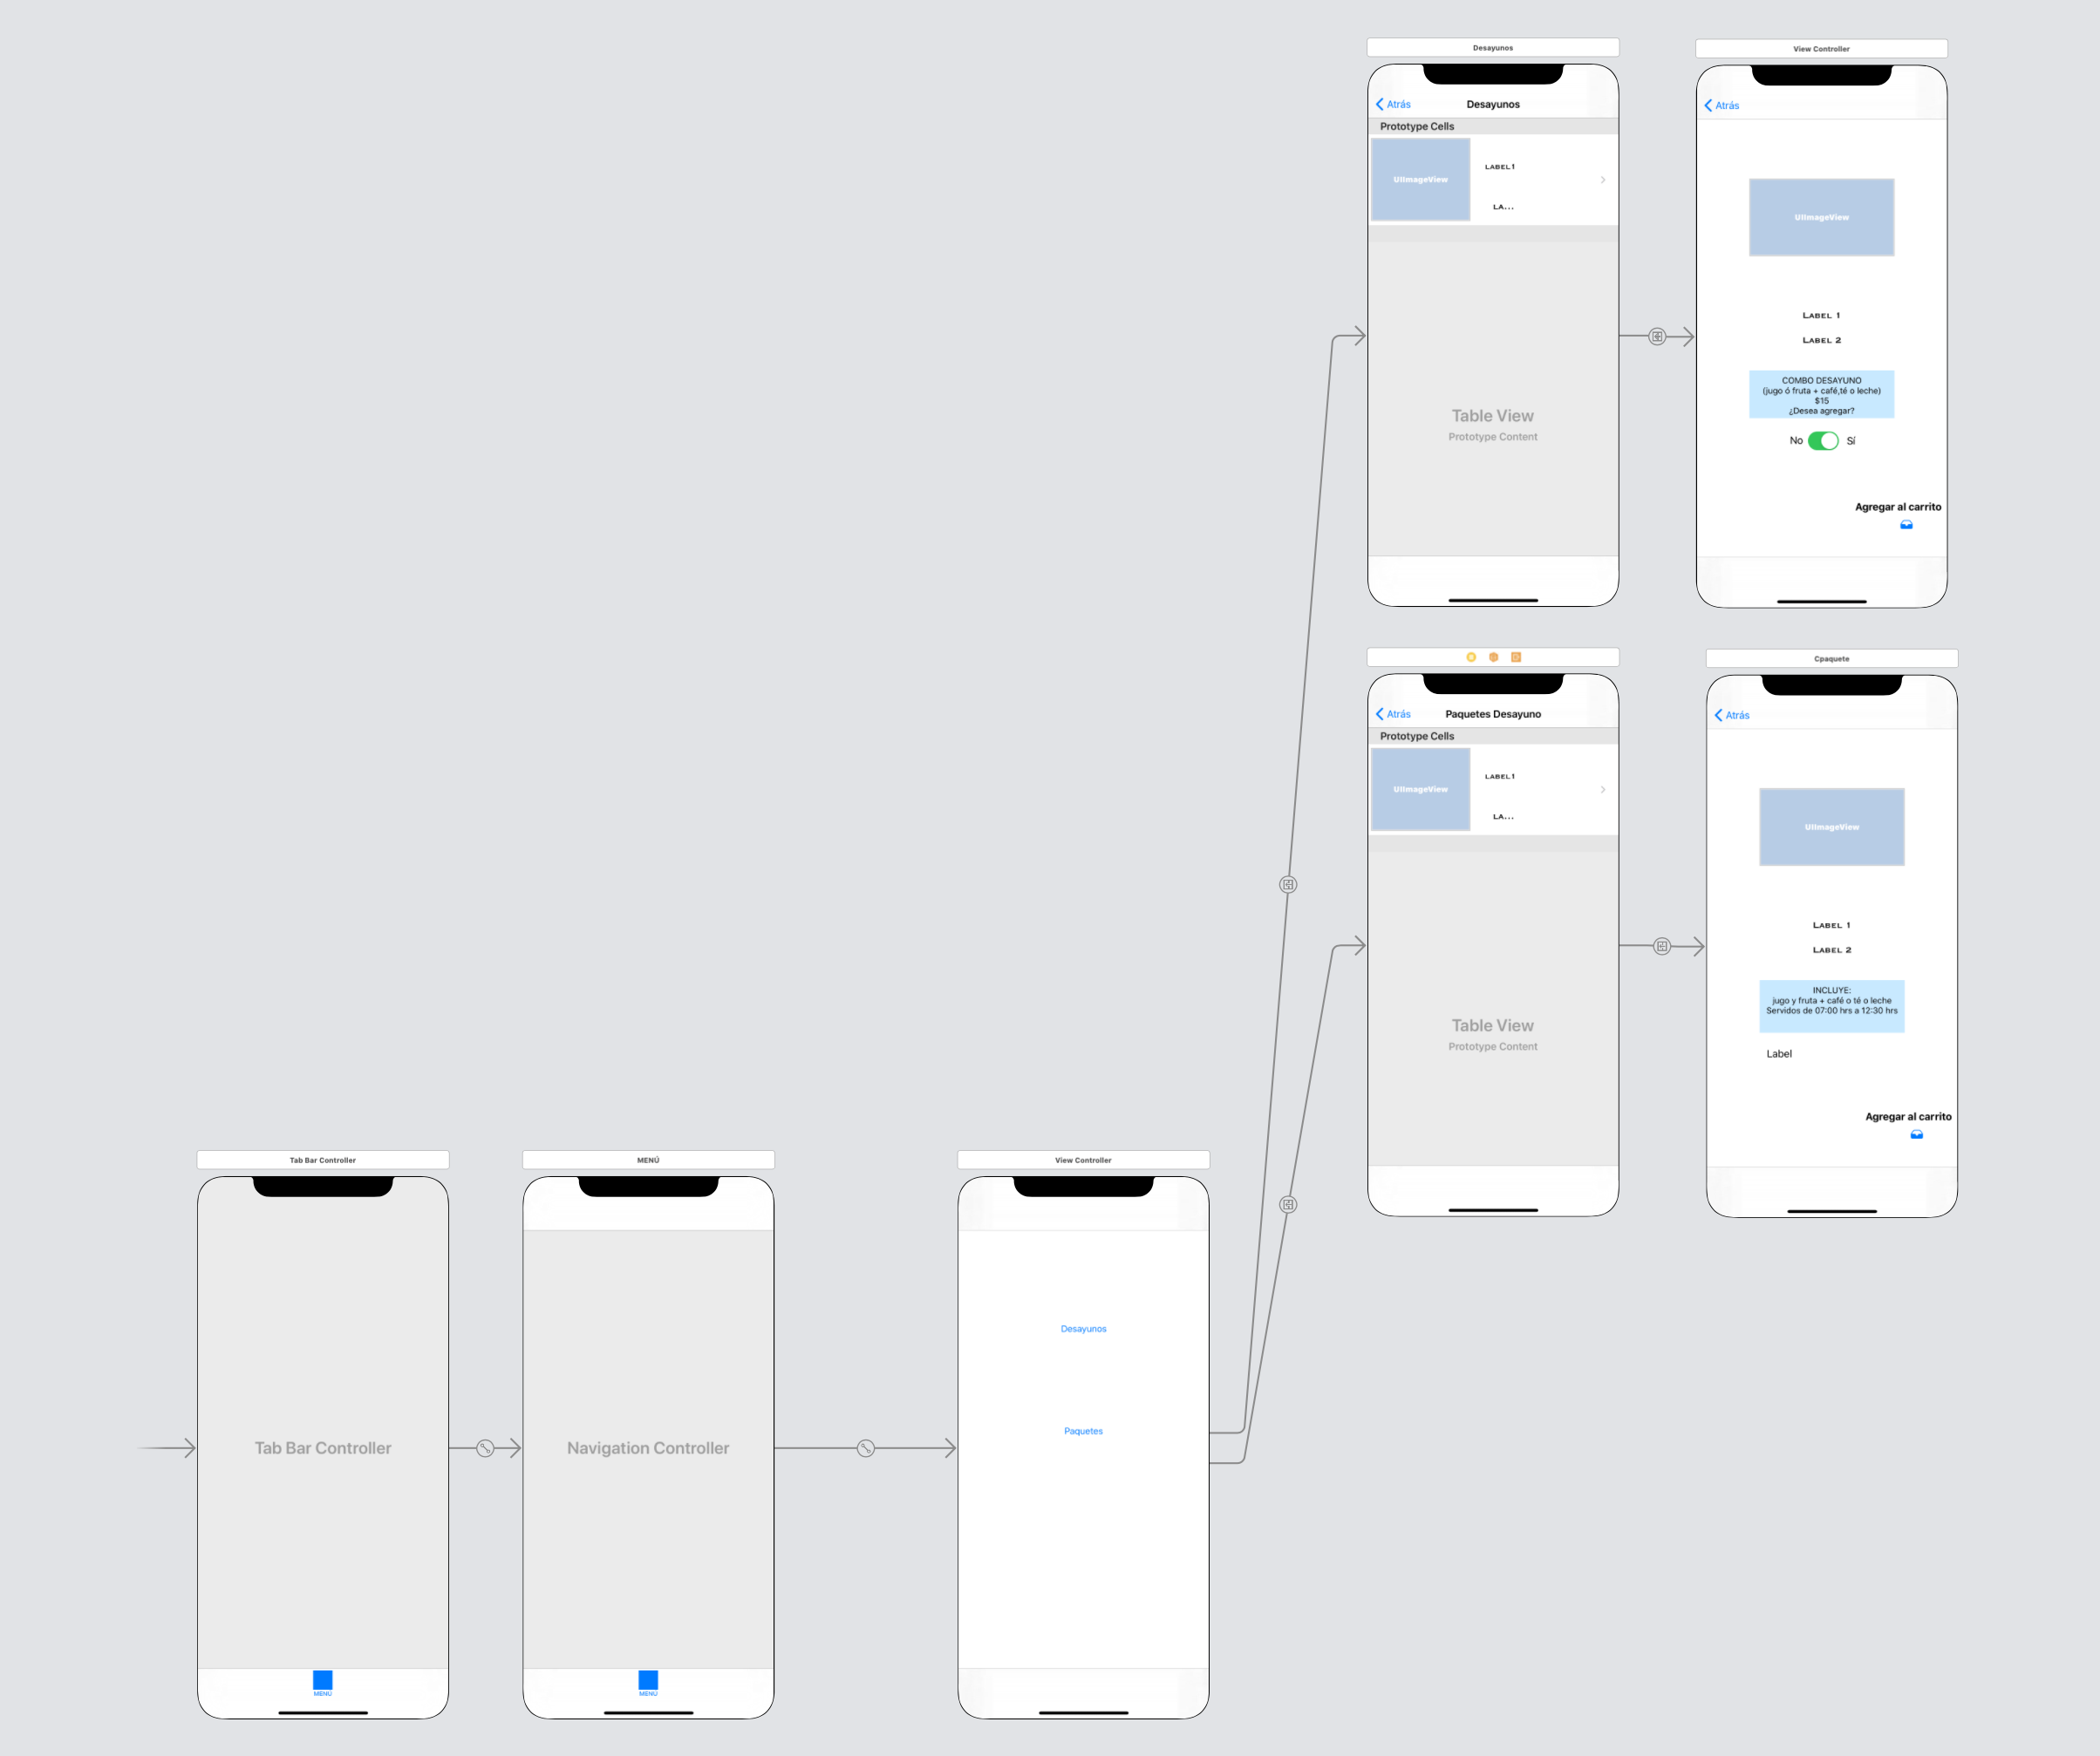 Desayunos
Atrás
Desayunos
Prototype Cells
UIImageView
LABEL1
LA...
Table View
Prototype Content
View Controller
Atrás
UIImageView
LABEL 1
LABEL 2
COMBO DESAYUNO
(jugo ó fruta + café,té o leche)
$15
¿Desea agregar?
No
Sí
Agregar al carrito
Atrás
Paquetes Desayuno
Prototype Cells
UIImageView
LABEL1
LA...
Table View
Prototype Content
Cpaquete
Atrás
UIImageView
LABEL 1
LABEL 2
INCLUYE:
jugo y fruta + café o té o leche
Servidos de 07:00 hrs a 12:30 hrs
Label
Agregar al carrito
Tab Bar Controller
Tab Bar Controller
MENÚ
MENÚ
Navigation Controller
MENÚ
View Controller
Desayunos
Paquetes